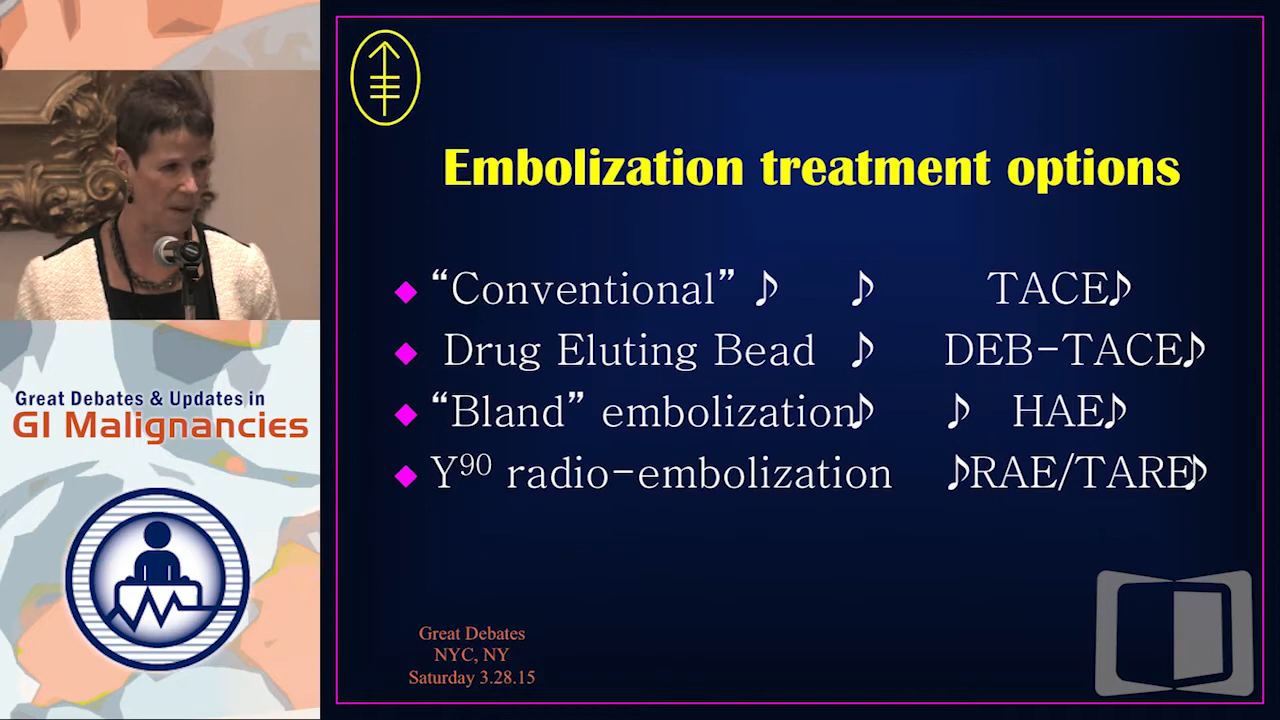 Embolization treatment options
“Conventional” ♪ ♪ TACE♪
Drug Eluting Bead ♪ DEB-TACE♪
“Bland” embolization♪ ♪ HAE♪
Y⁹⁰ radio-embolization ♪RAE/TARE♪
Great Debates & Updates in
GI Malignancies
Great Debates
NYC, NY
Saturday 3.28.15